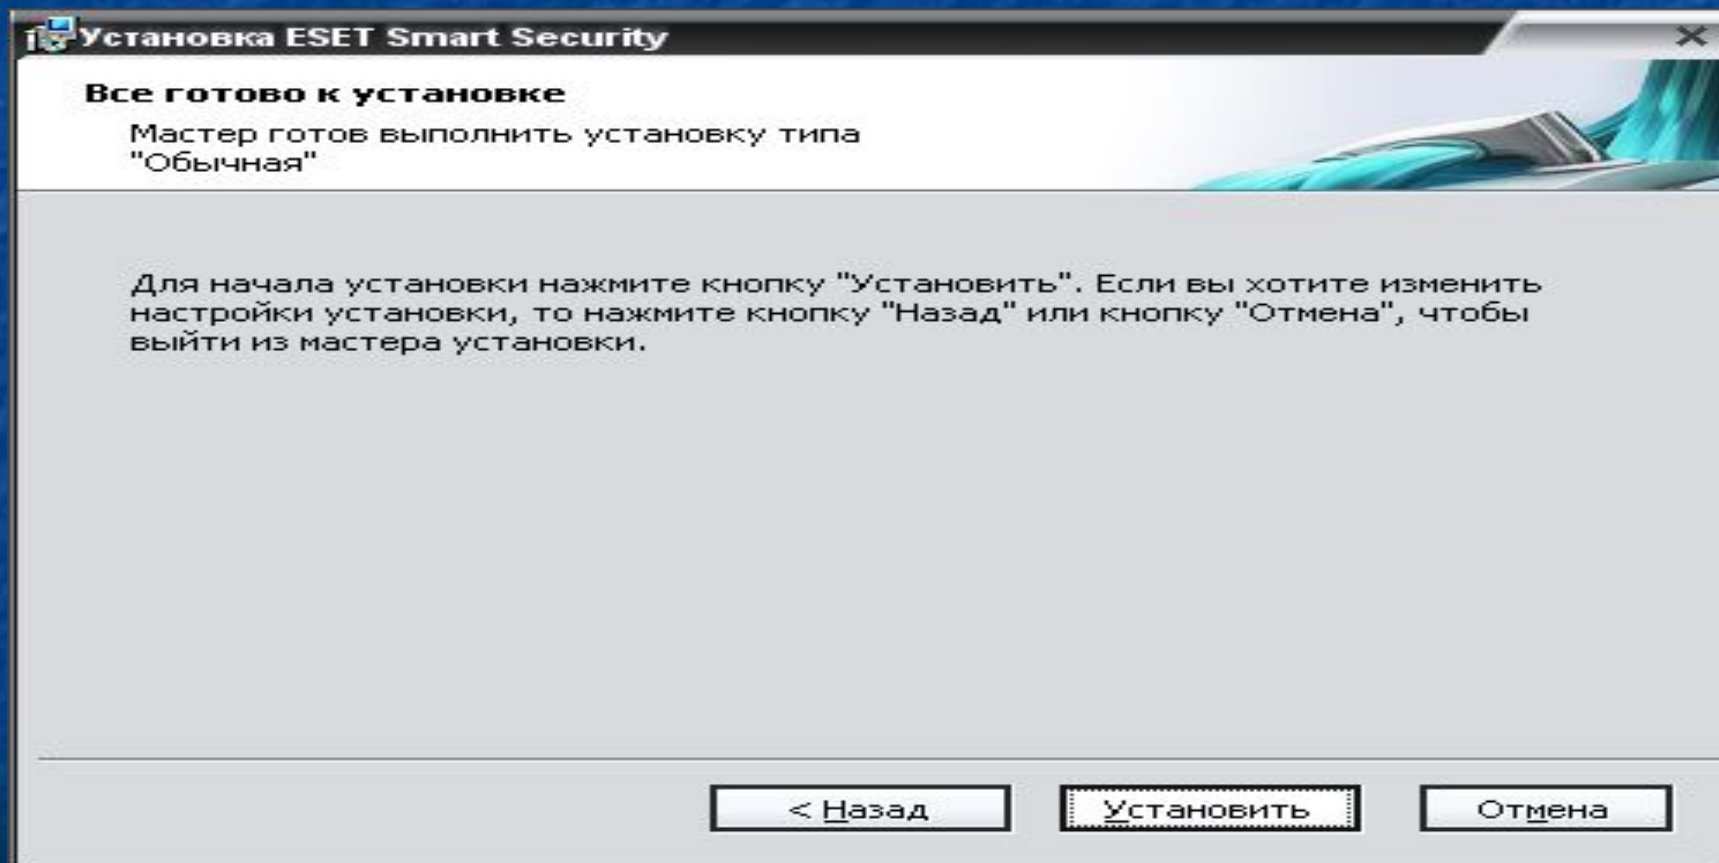 Установка ESET Smart Security
Все готово к установке
Мастер готов выполнить установку типа
"Обычная"
Для начала установки нажмите кнопку "Установить". Если вы хотите изменить
настройки установки, то нажмите кнопку "Назад" или кнопку "Отмена", чтобы
выйти из мастера установки.
< Назад
Установить
Отмена